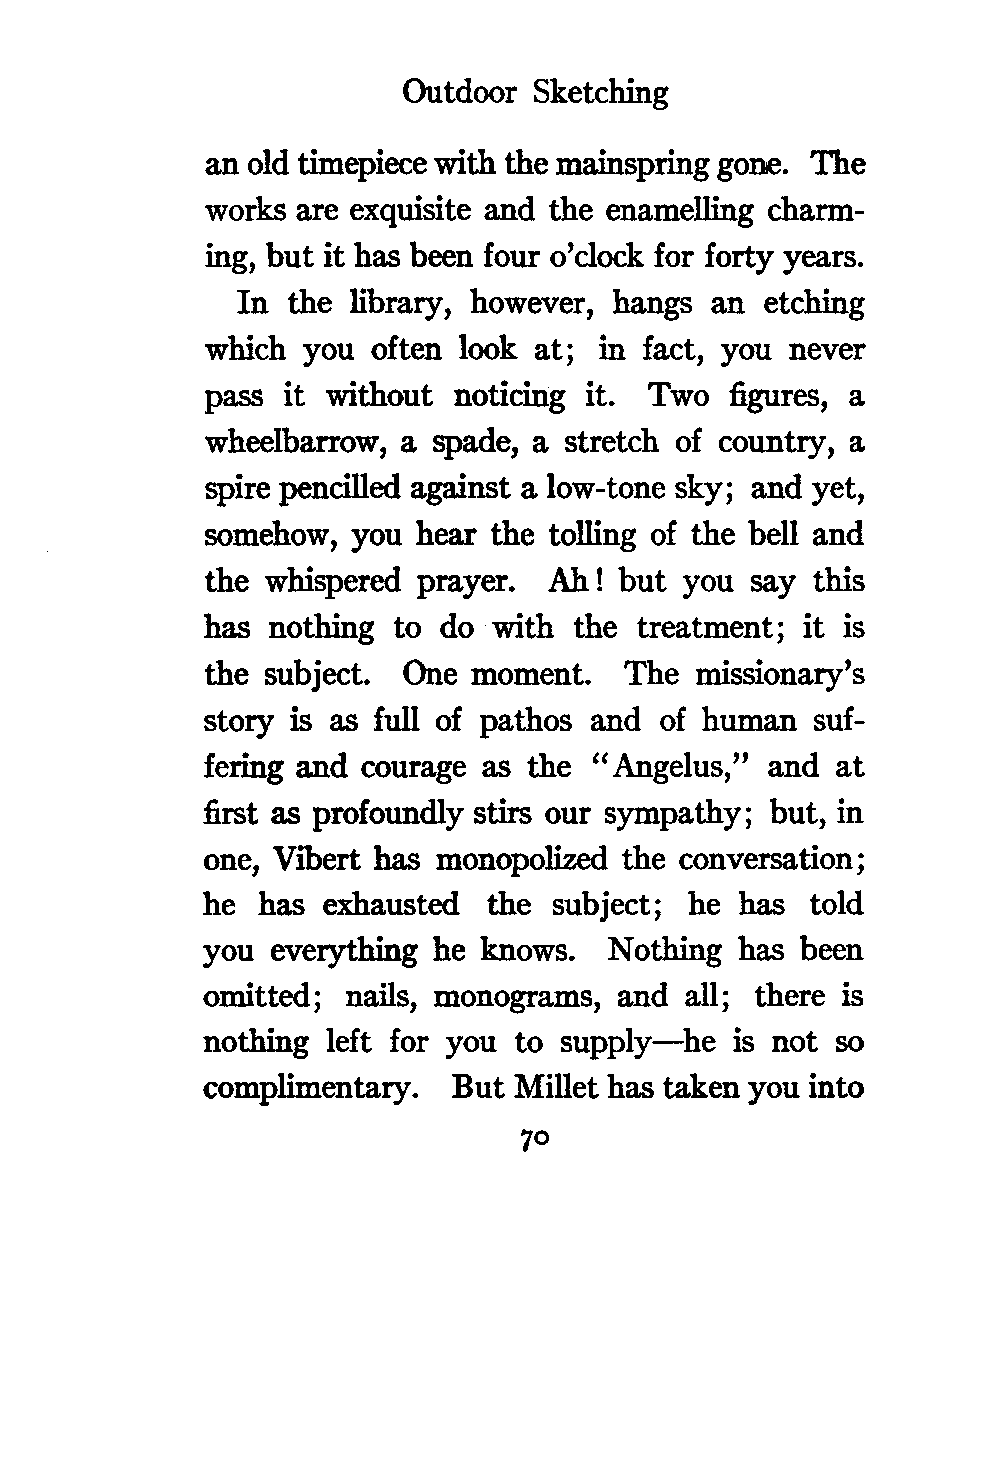 Outdoor Sketching
an old timepiece with the mainspring gone. The
works are exquisite and the enamelling charm-
ing, but it has been four o'clock for forty years.
In the library, however, hangs an etching
which you often look at; in fact, you never
pass it without noticing it. Two figures, a
wheelbarrow, a spade, a stretch of country, a
spire pencilled against a low-tone sky; and yet,
somehow, you hear the tolling of the bell and
the whispered prayer. Ah! but you say this
has nothing to do with the treatment; it is
the subject. One moment. The missionary's
story is as full of pathos and of human suf-
fering and courage as the "Angelus," and at
first as profoundly stirs our sympathy; but, in
one, Vibert has monopolized the conversation;
he has exhausted the subject; he has told
you everything he knows. Nothing has been
omitted; nails, monograms, and all; there is
nothing left for you to supply—he is not so
complimentary. But Millet has taken you into
70